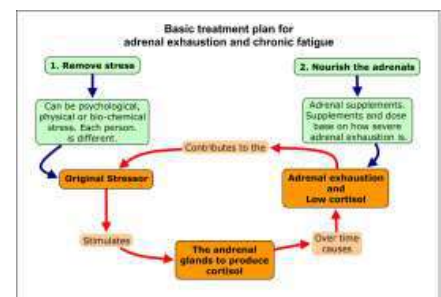 Basic treatment plan for
adrenal exhaustion and chronic fatigue
1. Remove stress
2. Nourish the adrenals
Can be psychological,
physical or bio-chemical
stress. Each person
is different.
Adrenal supplements.
Supplements and dose
base on how severe
adrenal exhaustion is.
Contributes to the
Original Stressor
Adrenal exhaustion
and
Low cortisol
Stimulates
The andrenal
glands to produce
cortisol
Over time
causes